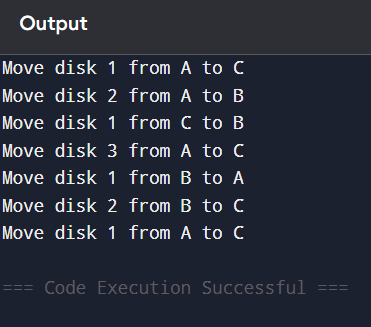 Output
Move disk 1 from A to C
Move disk 2 from A to B
Move disk 1 from C to B
Move disk 3 from A to C
Move disk 1 from B to A
Move disk 2 from B to C
Move disk 1 from A to C
=== Code Execution Successful ===